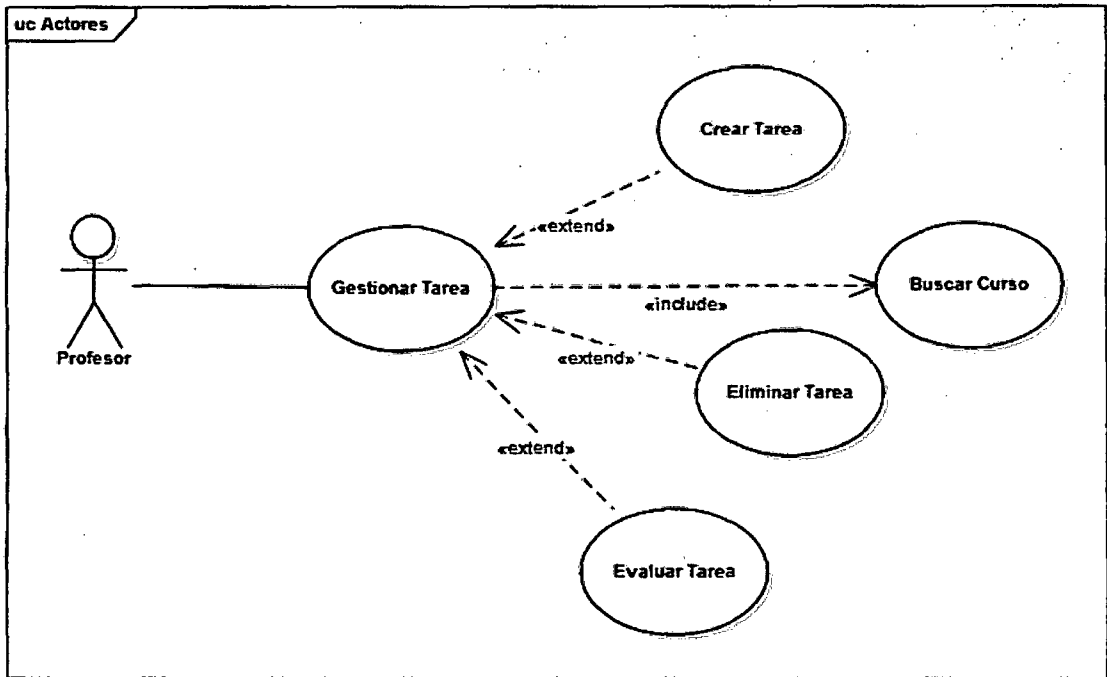 uc Actores
Crear Tarea
«extend»
Gestionar Tarea
Buscar Curso
«include»
Profesor
«extend»
Eliminar Tarea
«extend»
Evaluar Tarea